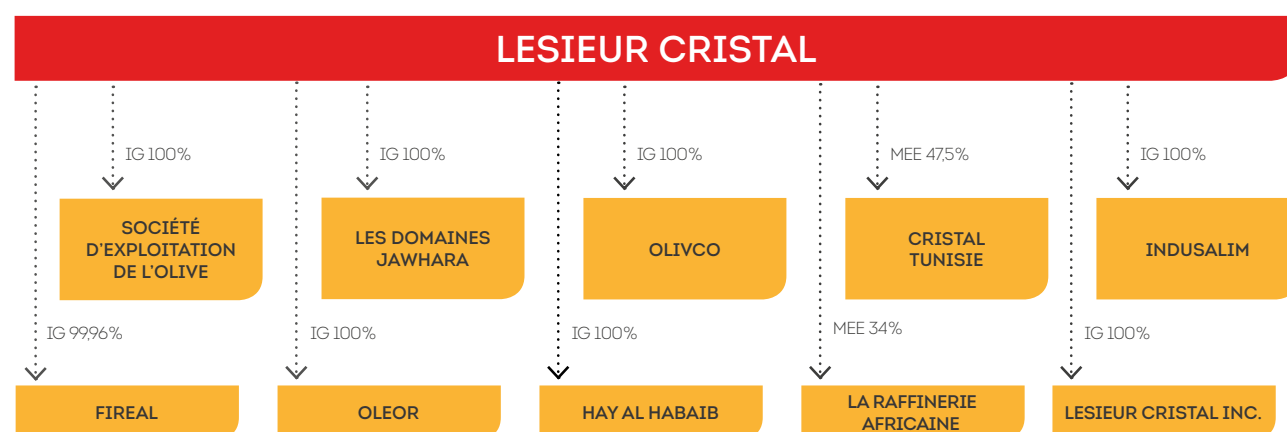 LESIEUR CRISTAL
IG 100%
IG 100%
IG 100%
MEE 47,5%
IG 100%
SOCIÉTÉ
D'EXPLOITATION
DE L'OLIVE
LES DOMAINES
JAWHARA
OLIVCO
CRISTAL
TUNISIE
INDUSALIM
IG 99,96%
IG 100%
IG 100%
MEE 34%
IG 100%
FIREAL
OLEOR
HAY AL HABAIB
LA RAFFINERIE
AFRICAINE
LESIEUR CRISTAL INC.